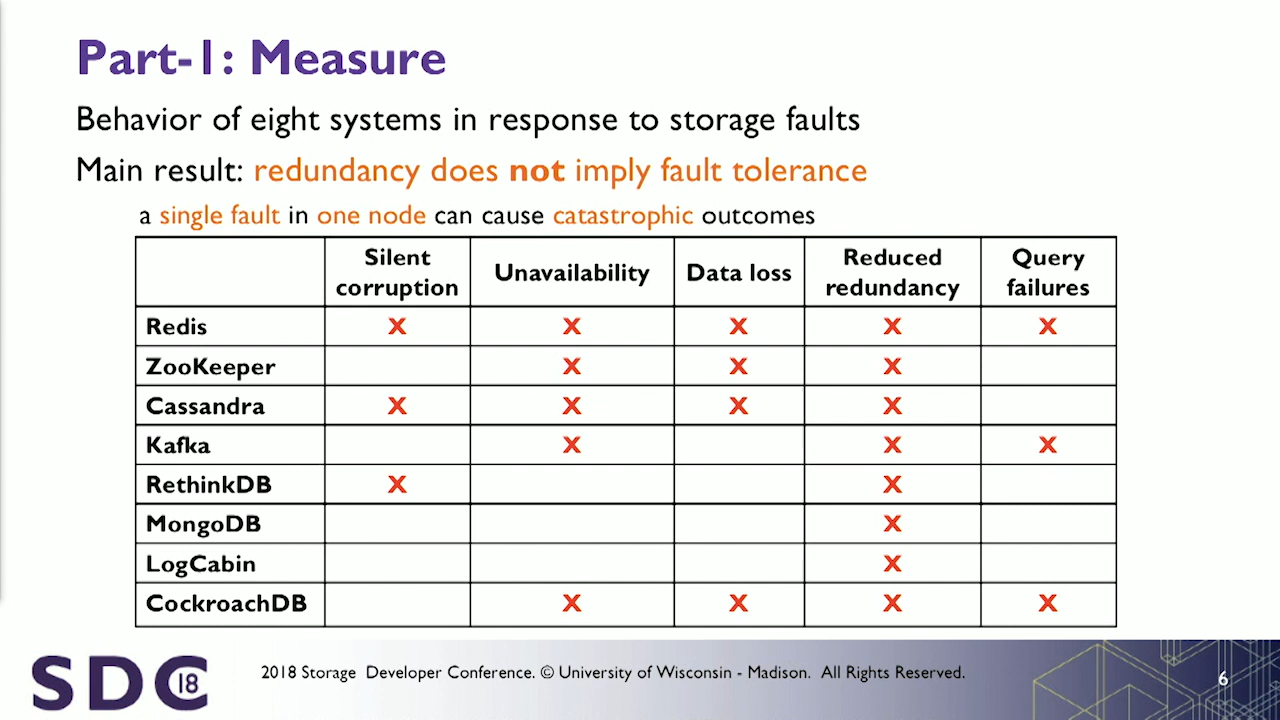 Part-1: Measure
Behavior of eight systems in response to storage faults
Main result: redundancy does not imply fault tolerance
a single fault in one node can cause catastrophic outcomes
Silent corruption Unavailability Data loss Reduced redundancy Query failures
Redis X X X X X
ZooKeeper X X X
Cassandra X X X X
Kafka X X X
RethinkDB X X
MongoDB X
LogCabin X
CockroachDB X X X X
SDC 18
2018 Storage Developer Conference. © University of Wisconsin - Madison. All Rights Reserved.
6